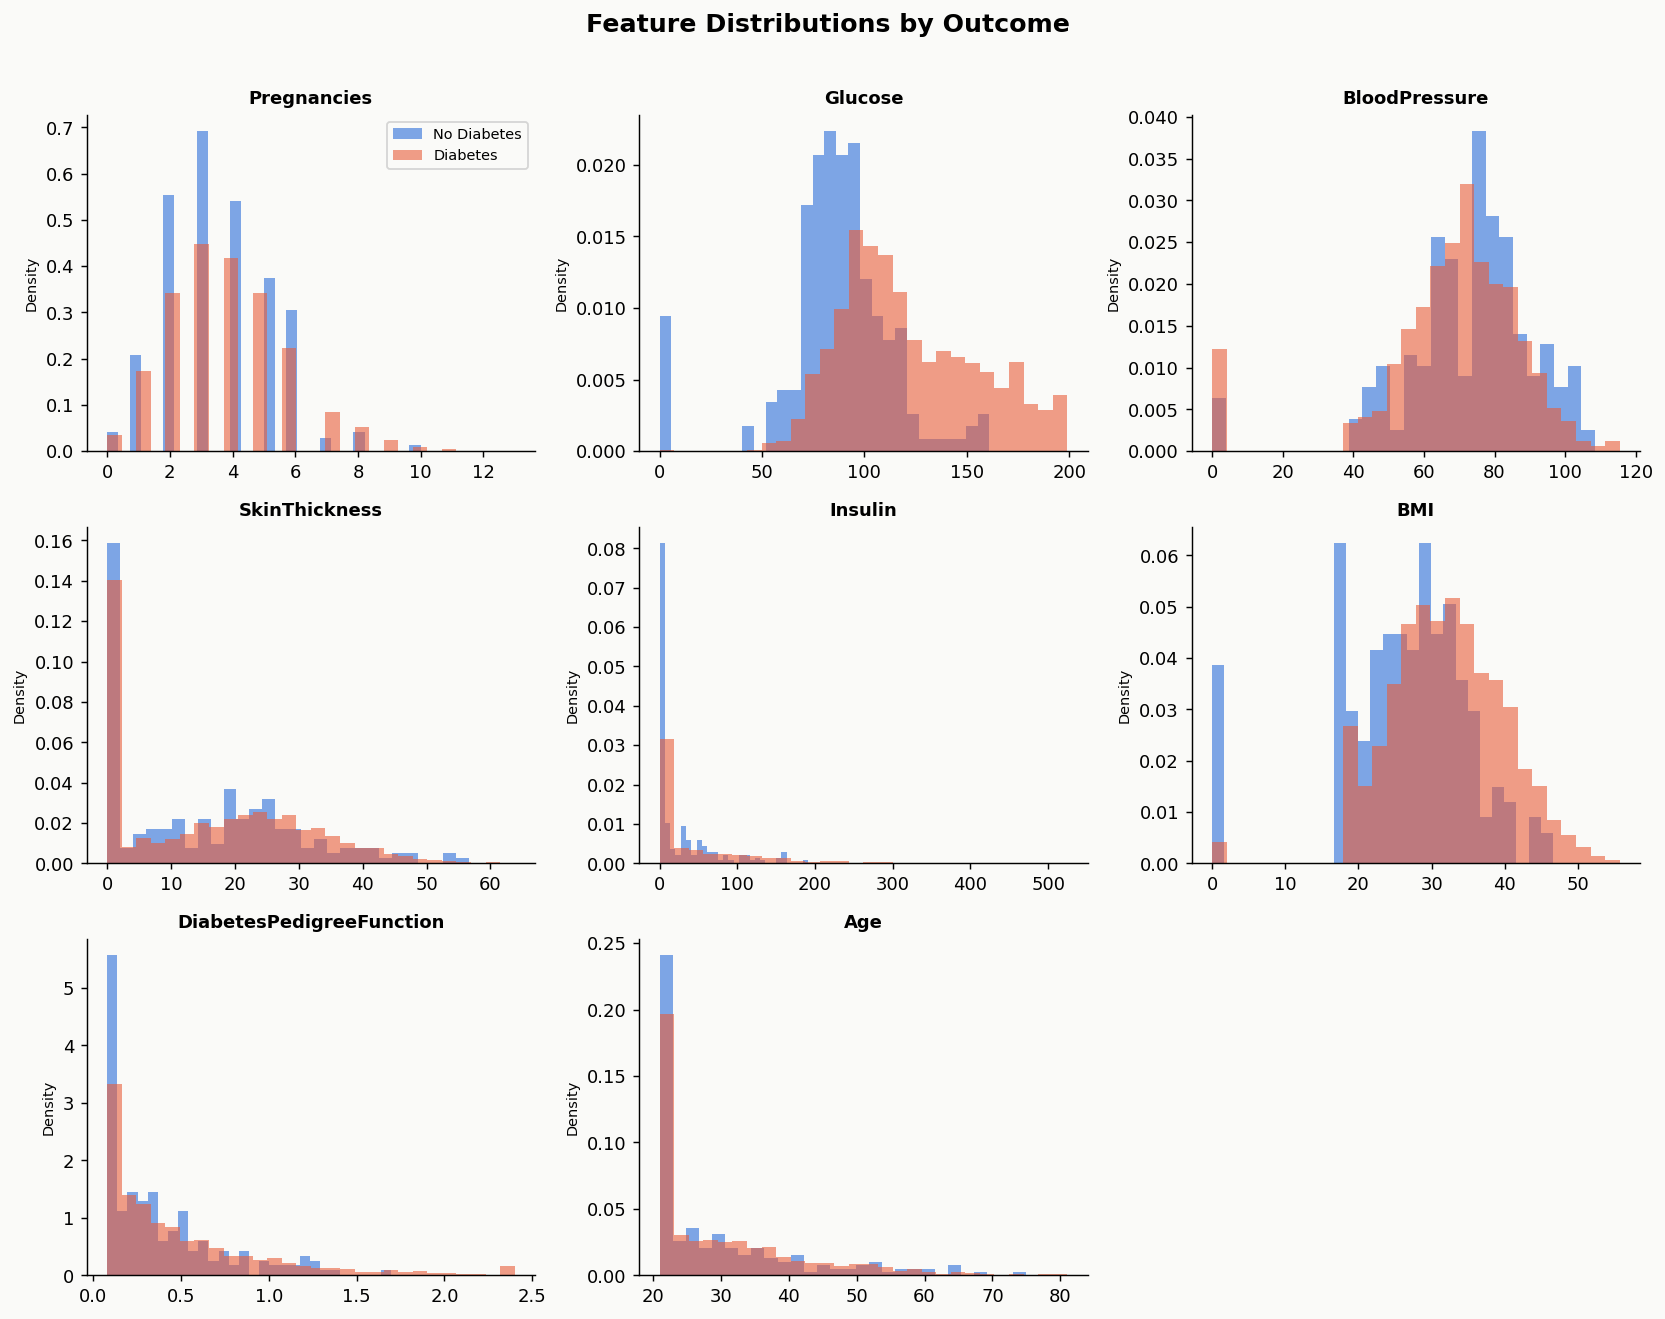 Feature Distributions by Outcome
Pregnancies
Density
0.7
0.6
0.5
0.4
0.3
0.2
0.1
0.0
0 2 4 6 8 10 12
No Diabetes
Diabetes
Glucose
Density
0.020
0.015
0.010
0.005
0.000
0 50 100 150 200
BloodPressure
Density
0.040
0.035
0.030
0.025
0.020
0.015
0.010
0.005
0.000
0 20 40 60 80 100 120
SkinThickness
Density
0.16
0.14
0.12
0.10
0.08
0.06
0.04
0.02
0.00
0 10 20 30 40 50 60
Insulin
Density
0.08
0.07
0.06
0.05
0.04
0.03
0.02
0.01
0.00
0 100 200 300 400 500
BMI
Density
0.06
0.05
0.04
0.03
0.02
0.01
0.00
0 10 20 30 40 50
DiabetesPedigreeFunction
Density
5
4
3
2
1
0
0.0 0.5 1.0 1.5 2.0 2.5
Age
Density
0.25
0.20
0.15
0.10
0.05
0.00
20 30 40 50 60 70 80